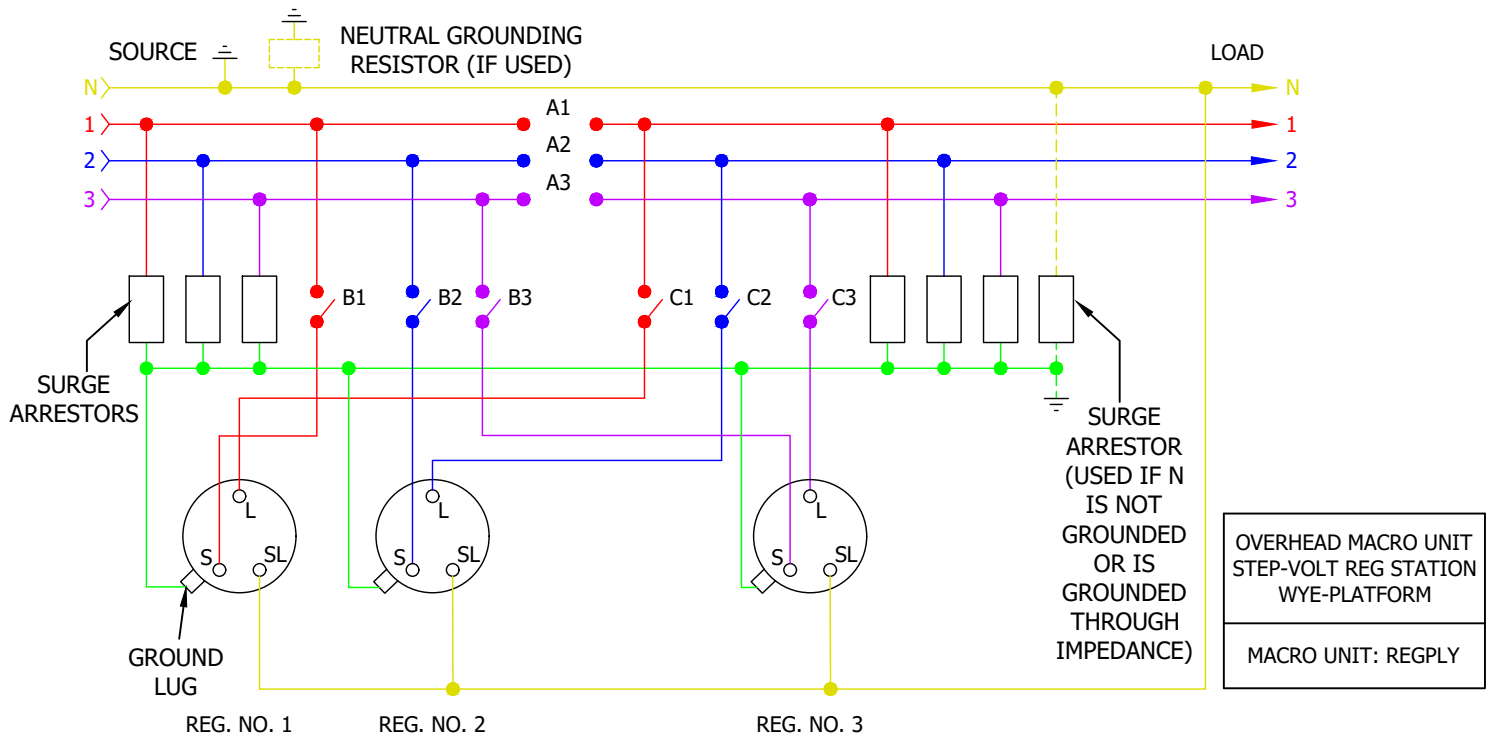 SOURCE
NEUTRAL GROUNDING
RESISTOR (IF USED)
LOAD
N
N
1
A1
1
2
A2
2
3
A3
3
B1
B2
B3
C1
C2
C3
SURGE
ARRESTORS
SURGE
ARRESTOR
(USED IF N
IS NOT
GROUNDED
OR IS
GROUNDED
THROUGH
IMPEDANCE)
L
S
SL
L
S
SL
L
S
SL
GROUND
LUG
REG. NO. 1
REG. NO. 2
REG. NO. 3
OVERHEAD MACRO UNIT
STEP-VOLT REG STATION
WYE-PLATFORM
MACRO UNIT: REGPLY